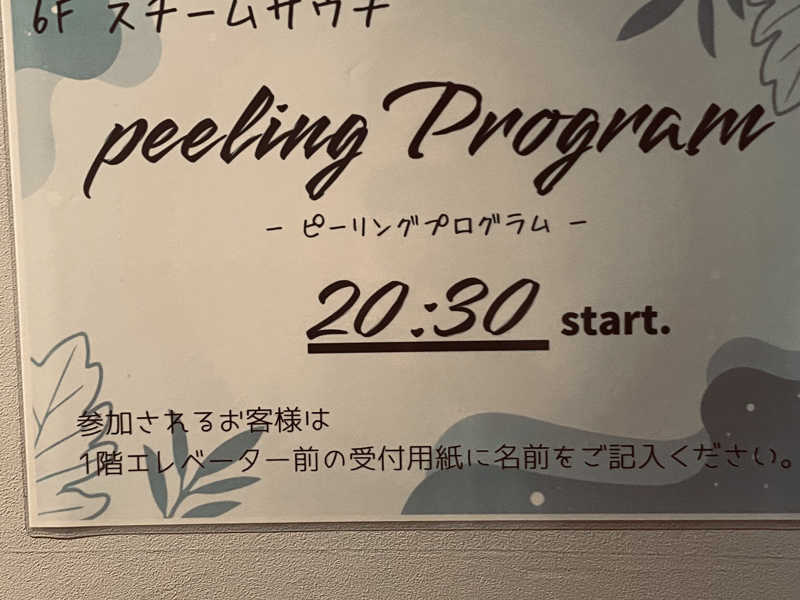 6F スチームサウナ
peeling Program
- ピーリングプログラム -
20:30 start.
参加されるお客様は
1階エレベーター前の受付用紙に名前をご記入ください。